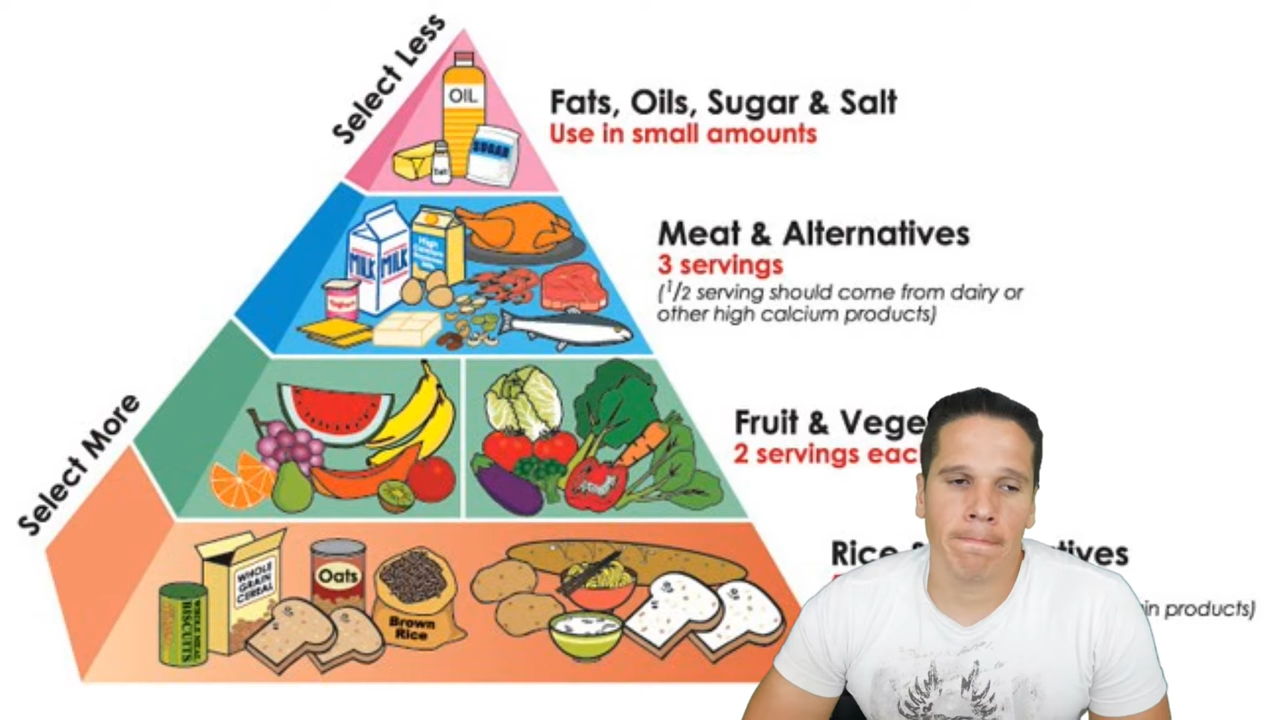 Select Less
OIL
SUGAR
Salt
Fats, Oils, Sugar & Salt
Use in small amounts
MILK MILK
High
Calcium
Yoghurt
Meat & Alternatives
3 servings
(1/2 serving should come from dairy or
other high calcium products)
Select More
Fruit & Vege
2 servings eac
WHOLE MEAL
BISCUITS
WHOLE
GRAIN
CEREAL
Oats
Brown
Rice
Rice
tives
in products)